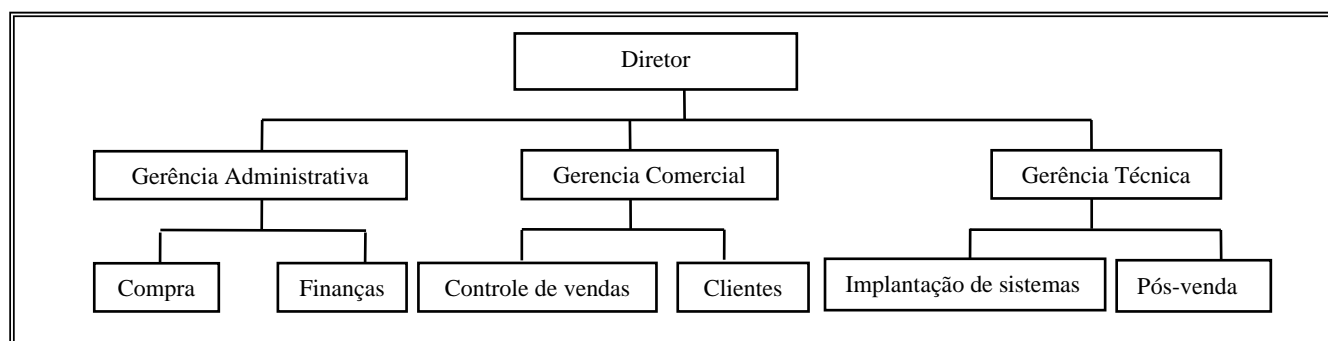 Diretor
Gerência Administrativa
Gerencia Comercial
Gerência Técnica
Compra
Finanças
Controle de vendas
Clientes
Implantação de sistemas
Pós-venda